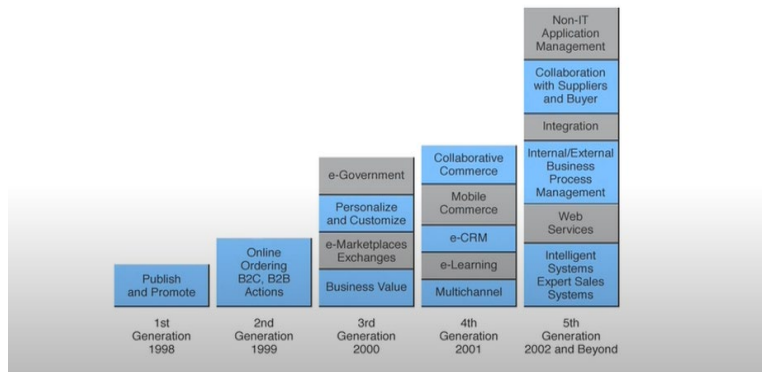 Publish
and Promote
1st
Generation
1998
Online
Ordering
B2C, B2B
Actions
2nd
Generation
1999
e-Government
Personalize
and Customize
e-Marketplaces
Exchanges
Business Value
3rd
Generation
2000
Collaborative
Commerce
Mobile
Commerce
e-CRM
e-Learning
Multichannel
4th
Generation
2001
Non-IT
Application
Management
Collaboration
with Suppliers
and Buyer
Integration
Internal/External
Business
Process
Management
Web
Services
Intelligent
Systems
Expert Sales
Systems
5th
Generation
2002 and Beyond